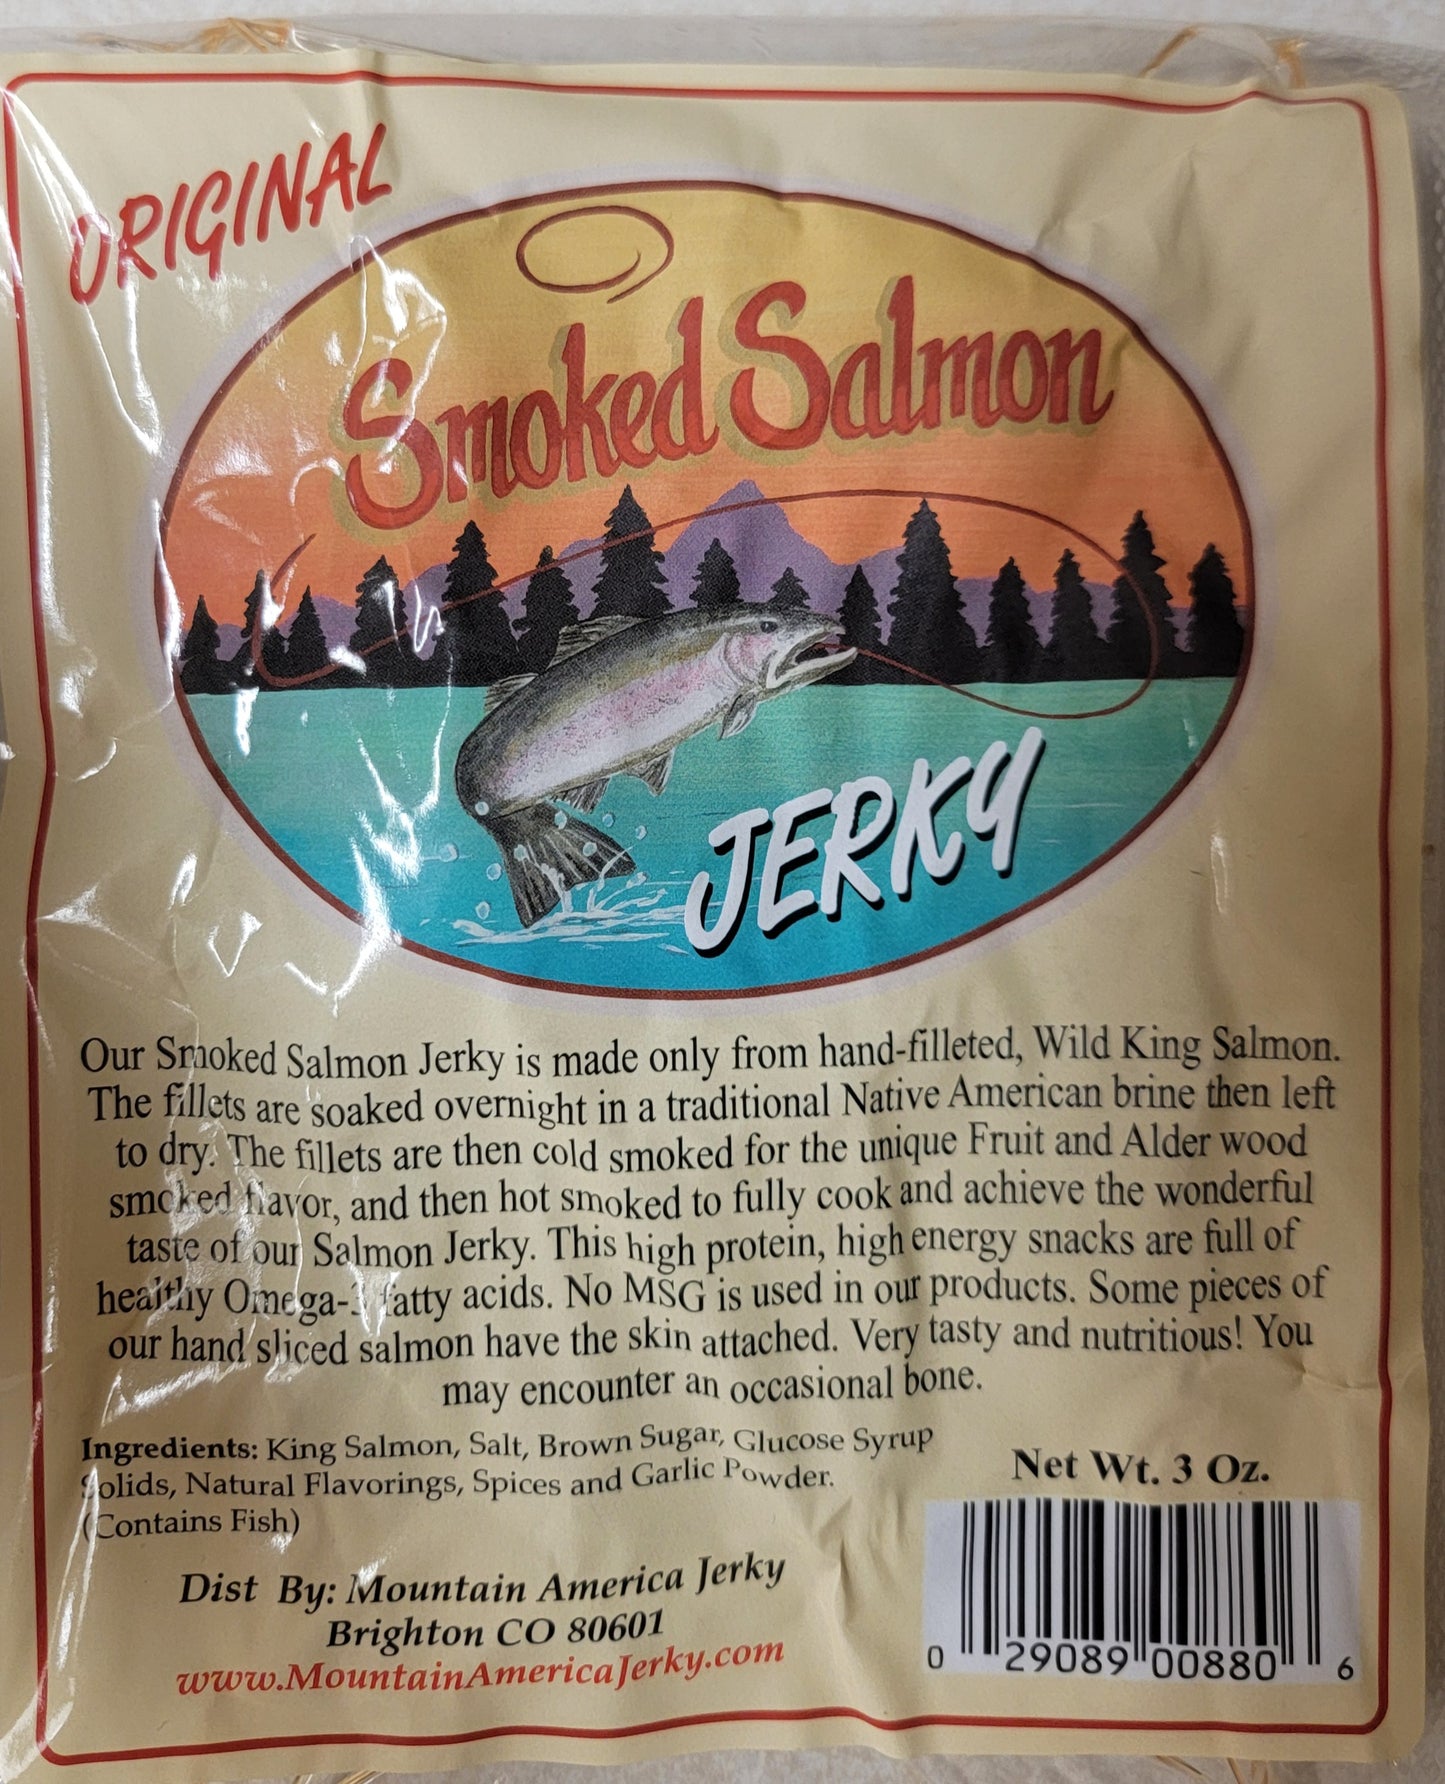 ORIGINAL
Smoked Salmon
JERKY
Our Smoked Salmon Jerky is made only from hand-filleted, Wild King Salmon.
The fillets are soaked overnight in a traditional Native American brine then left
to dry. The fillets are then cold smoked for the unique Fruit and Alder wood
smoked flavor, and then hot smoked to fully cook and achieve the wonderful
taste of our Salmon Jerky. This high protein, high energy snacks are full of
healthy Omega-3 fatty acids. No MSG is used in our products. Some pieces of
our hand sliced salmon have the skin attached. Very tasty and nutritious! You
may encounter an occasional bone.
Ingredients: King Salmon, Salt, Brown Sugar, Glucose Syrup
Solids, Natural Flavorings, Spices and Garlic Powder.
(Contains Fish)
Net Wt. 3 Oz.
Dist By: Mountain America Jerky
Brighton CO 80601
www.MountainAmericaJerky.com
0 29089 00880 6